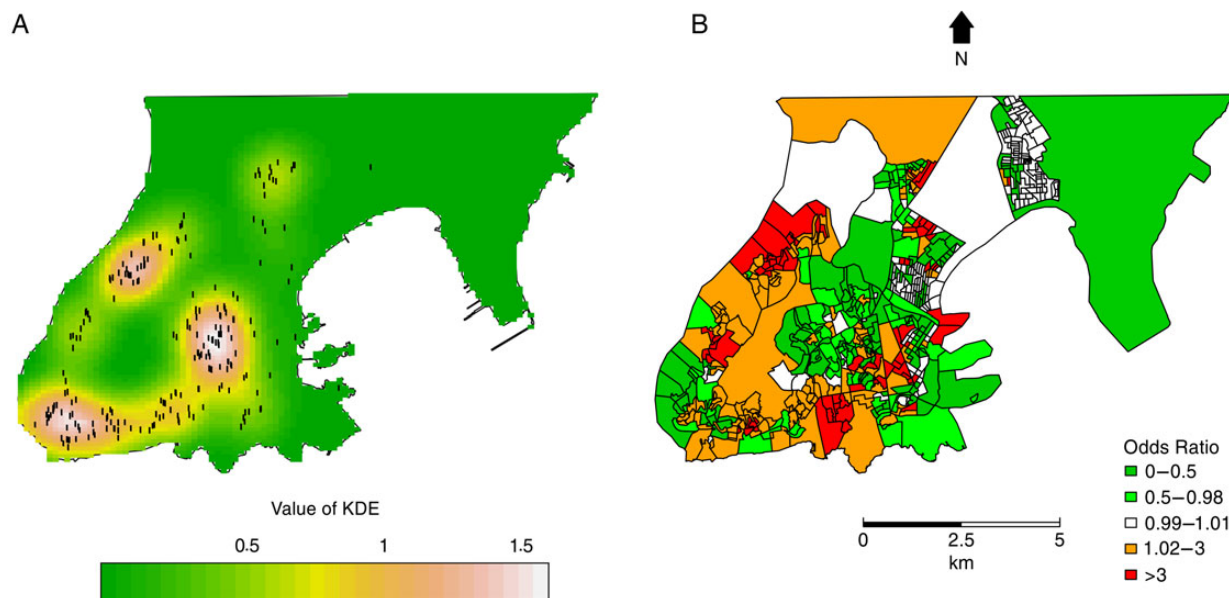 A
B
N
Value of KDE
0.5 1 1.5
Odds Ratio
0–0.5
0.5–0.98
0.99–1.01
1.02–3
>3
0 2.5 5
km